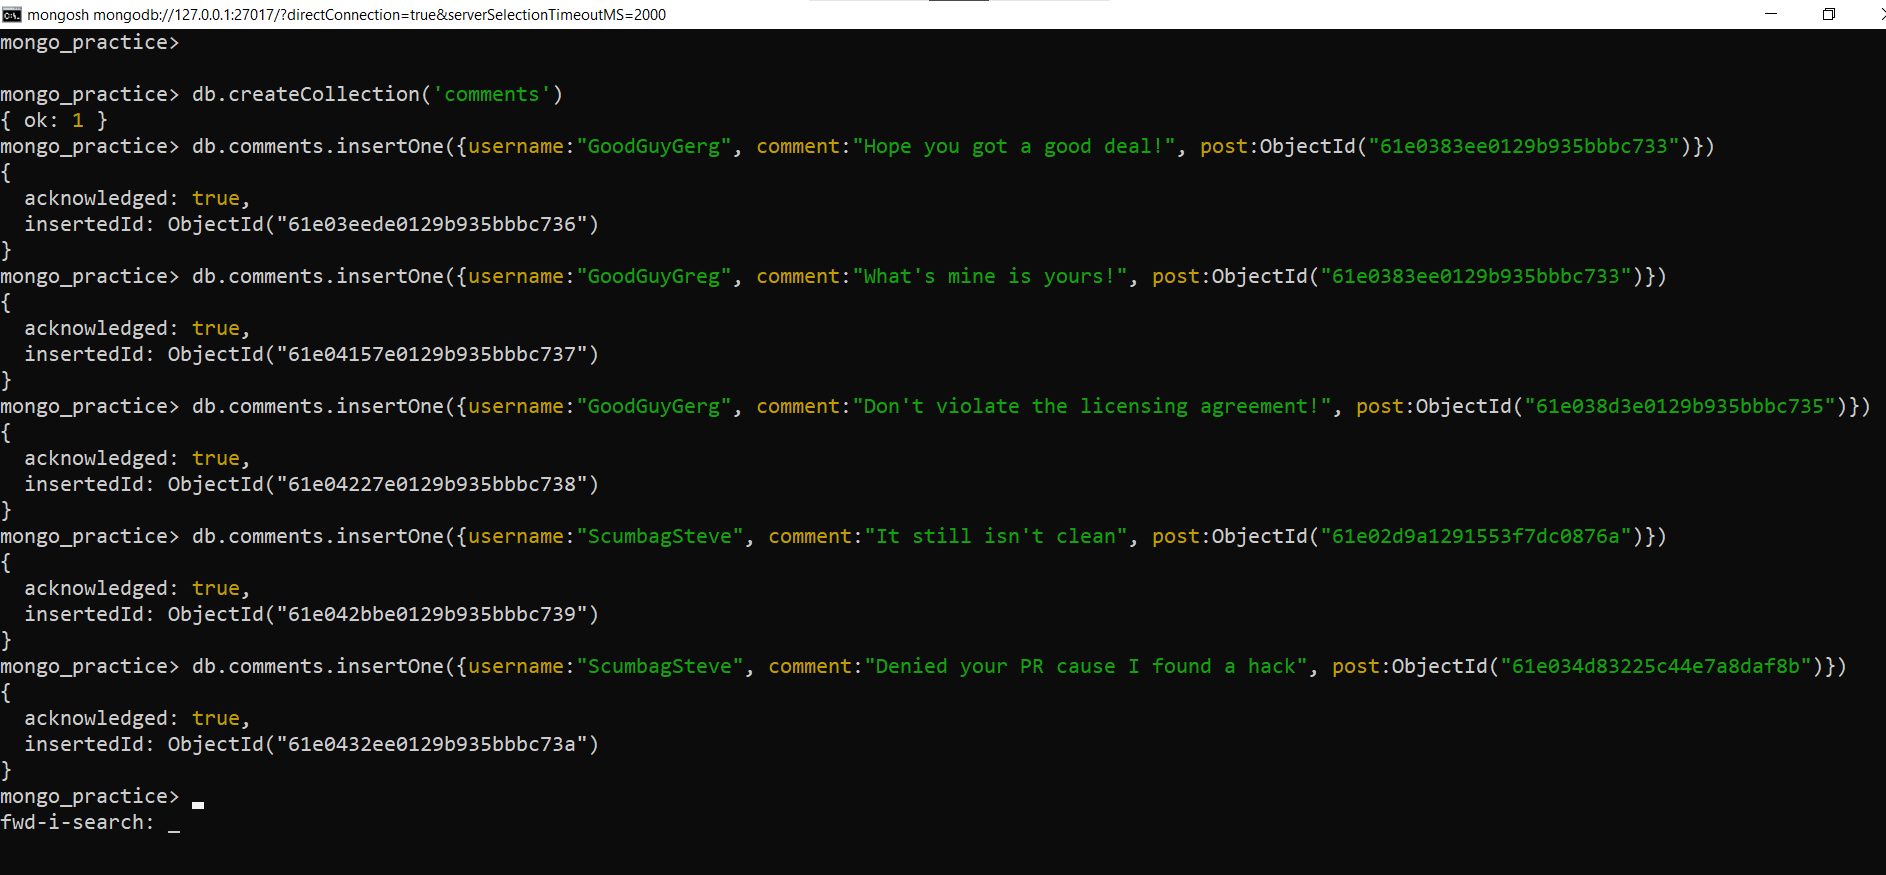 mongosh mongodb://127.0.0.1:27017/?directConnection=true&serverSelectionTimeoutMS=2000
mongo_practice>
mongo_practice> db.createCollection('comments')
{ ok: 1 }
mongo_practice> db.comments.insertOne({username:"GoodGuyGerg", comment:"Hope you got a good deal!", post:ObjectId("61e0383ee0129b935bbbc733")})
{
  acknowledged: true,
  insertedId: ObjectId("61e03eede0129b935bbbc736")
}
mongo_practice> db.comments.insertOne({username:"GoodGuyGreg", comment:"What's mine is yours!", post:ObjectId("61e0383ee0129b935bbbc733")})
{
  acknowledged: true,
  insertedId: ObjectId("61e04157e0129b935bbbc737")
}
mongo_practice> db.comments.insertOne({username:"GoodGuyGerg", comment:"Don't violate the licensing agreement!", post:ObjectId("61e038d3e0129b935bbbc735")})
{
  acknowledged: true,
  insertedId: ObjectId("61e04227e0129b935bbbc738")
}
mongo_practice> db.comments.insertOne({username:"ScumbagSteve", comment:"It still isn't clean", post:ObjectId("61e02d9a1291553f7dc0876a")})
{
  acknowledged: true,
  insertedId: ObjectId("61e042bbe0129b935bbbc739")
}
mongo_practice> db.comments.insertOne({username:"ScumbagSteve", comment:"Denied your PR cause I found a hack", post:ObjectId("61e034d83225c44e7a8daf8b")})
{
  acknowledged: true,
  insertedId: ObjectId("61e0432ee0129b935bbbc73a")
}
mongo_practice>
fwd-i-search: _